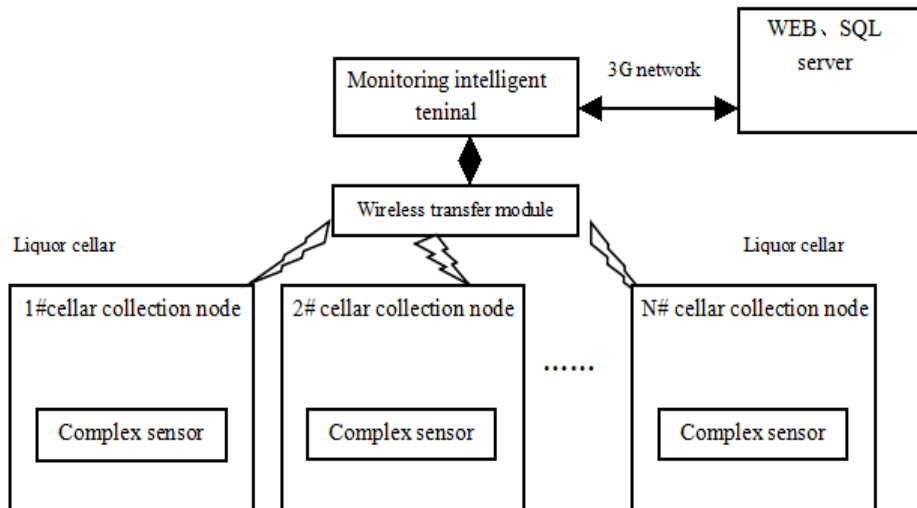 WEB、SQL
server
3G network
Monitoring intelligent
teninal
Wireless transfer module
Liquor cellar
Liquor cellar
1#cellar collection node
2# cellar collection node
N# cellar collection node
......
Complex sensor
Complex sensor
Complex sensor